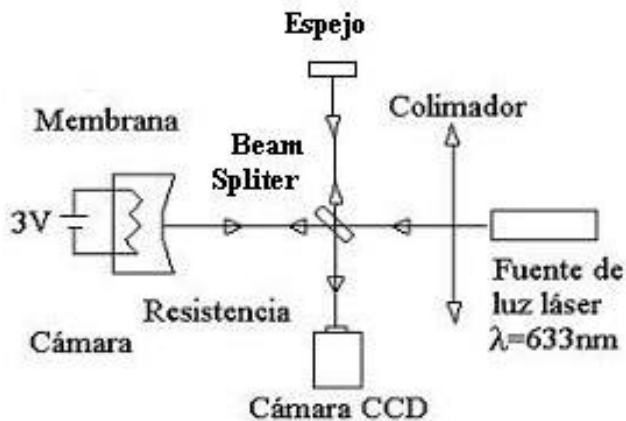 Espejo
Colimador
Membrana
Beam
Spliter
3V
Fuente de
luz láser
λ=633nm
Resistencia
Cámara
Cámara CCD